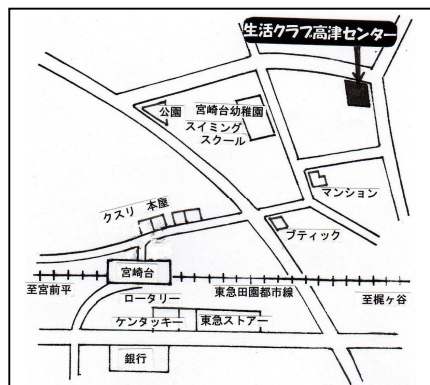 生活クラブ高津センター
公園
宮崎台幼稚園
スイミング
スクール
マンション
クスリ
本屋
ブティック
宮崎台
至宮前平
東急田園都市線
至梶ヶ谷
ロータリー
ケンタッキー
東急ストアー
銀行